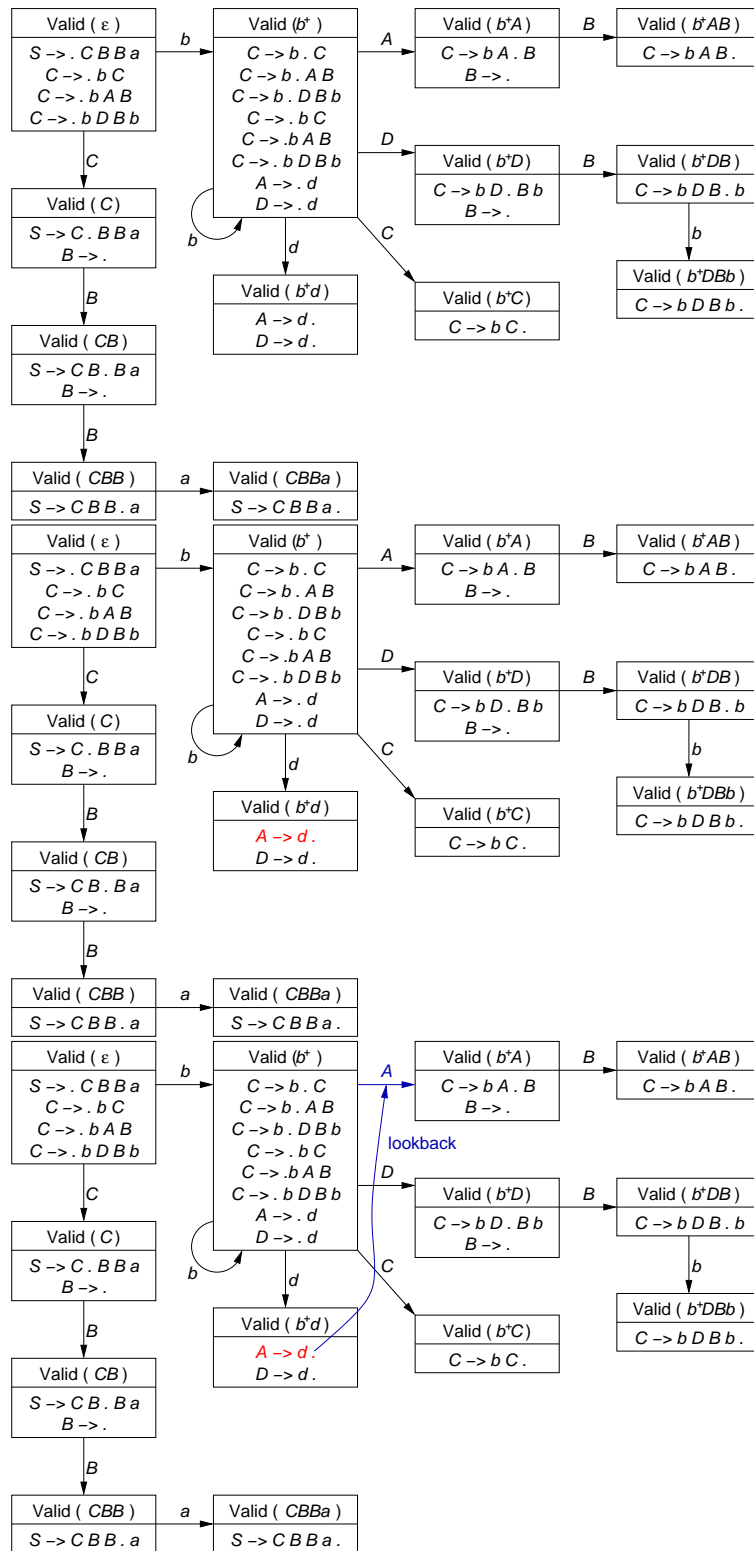 Valid ( ε )
S −> . C B B a
C −> . b C
C −> . b A B
C −> . b D B b
b
Valid (b⁺ )
C −> b . C
C −> b . A B
C −> b . D B b
C −> . b C
C −> .b A B
C −> . b D B b
A −> . d
D −> . d
A
Valid ( b⁺A )
C −> b A . B
B −> .
B
Valid ( b⁺AB )
C −> b A B .
D
Valid ( b⁺D )
C −> b D . B b
B −> .
B
Valid ( b⁺DB )
C −> b D B . b
b
Valid ( b⁺DBb )
C −> b D B b .
b
d
Valid ( b⁺d )
A −> d .
D −> d .
C
Valid ( b⁺C )
C −> b C .
C
Valid ( C )
S −> C . B B a
B −> .
B
Valid ( CB )
S −> C B . B a
B −> .
B
Valid ( CBB )
S −> C B B . a
a
Valid ( CBBa )
S −> C B B a .
Valid ( ε )
S −> . C B B a
C −> . b C
C −> . b A B
C −> . b D B b
b
Valid (b⁺ )
C −> b . C
C −> b . A B
C −> b . D B b
C −> . b C
C −> .b A B
C −> . b D B b
A −> . d
D −> . d
A
Valid ( b⁺A )
C −> b A . B
B −> .
B
Valid ( b⁺AB )
C −> b A B .
D
Valid ( b⁺D )
C −> b D . B b
B −> .
B
Valid ( b⁺DB )
C −> b D B . b
b
Valid ( b⁺DBb )
C −> b D B b .
b
d
Valid ( b⁺d )
A −> d .
D −> d .
C
Valid ( b⁺C )
C −> b C .
C
Valid ( C )
S −> C . B B a
B −> .
B
Valid ( CB )
S −> C B . B a
B −> .
B
Valid ( CBB )
S −> C B B . a
a
Valid ( CBBa )
S −> C B B a .
Valid ( ε )
S −> . C B B a
C −> . b C
C −> . b A B
C −> . b D B b
b
Valid (b⁺ )
C −> b . C
C −> b . A B
C −> b . D B b
C −> . b C
C −> .b A B
C −> . b D B b
A −> . d
D −> . d
A
Valid ( b⁺A )
C −> b A . B
B −> .
B
Valid ( b⁺AB )
C −> b A B .
lookback
D
Valid ( b⁺D )
C −> b D . B b
B −> .
B
Valid ( b⁺DB )
C −> b D B . b
b
Valid ( b⁺DBb )
C −> b D B b .
b
d
Valid ( b⁺d )
A −> d .
D −> d .
C
Valid ( b⁺C )
C −> b C .
C
Valid ( C )
S −> C . B B a
B −> .
B
Valid ( CB )
S −> C B . B a
B −> .
B
Valid ( CBB )
S −> C B B . a
a
Valid ( CBBa )
S −> C B B a .